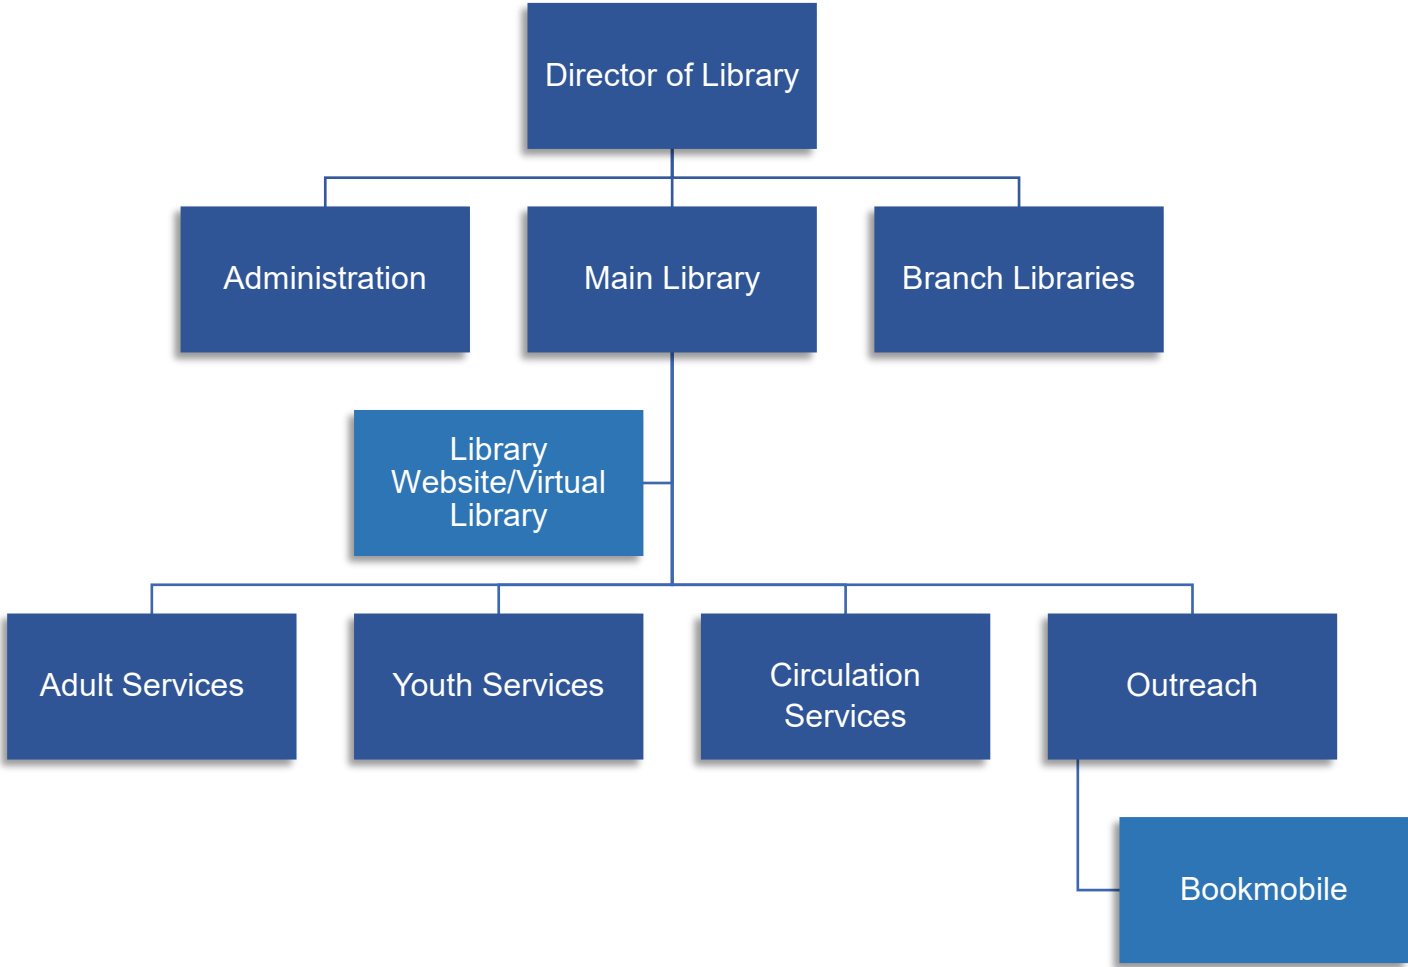 Director of Library
Administration
Main Library
Branch Libraries
Library
Website/Virtual
Library
Adult Services
Youth Services
Circulation
Services
Outreach
Bookmobile